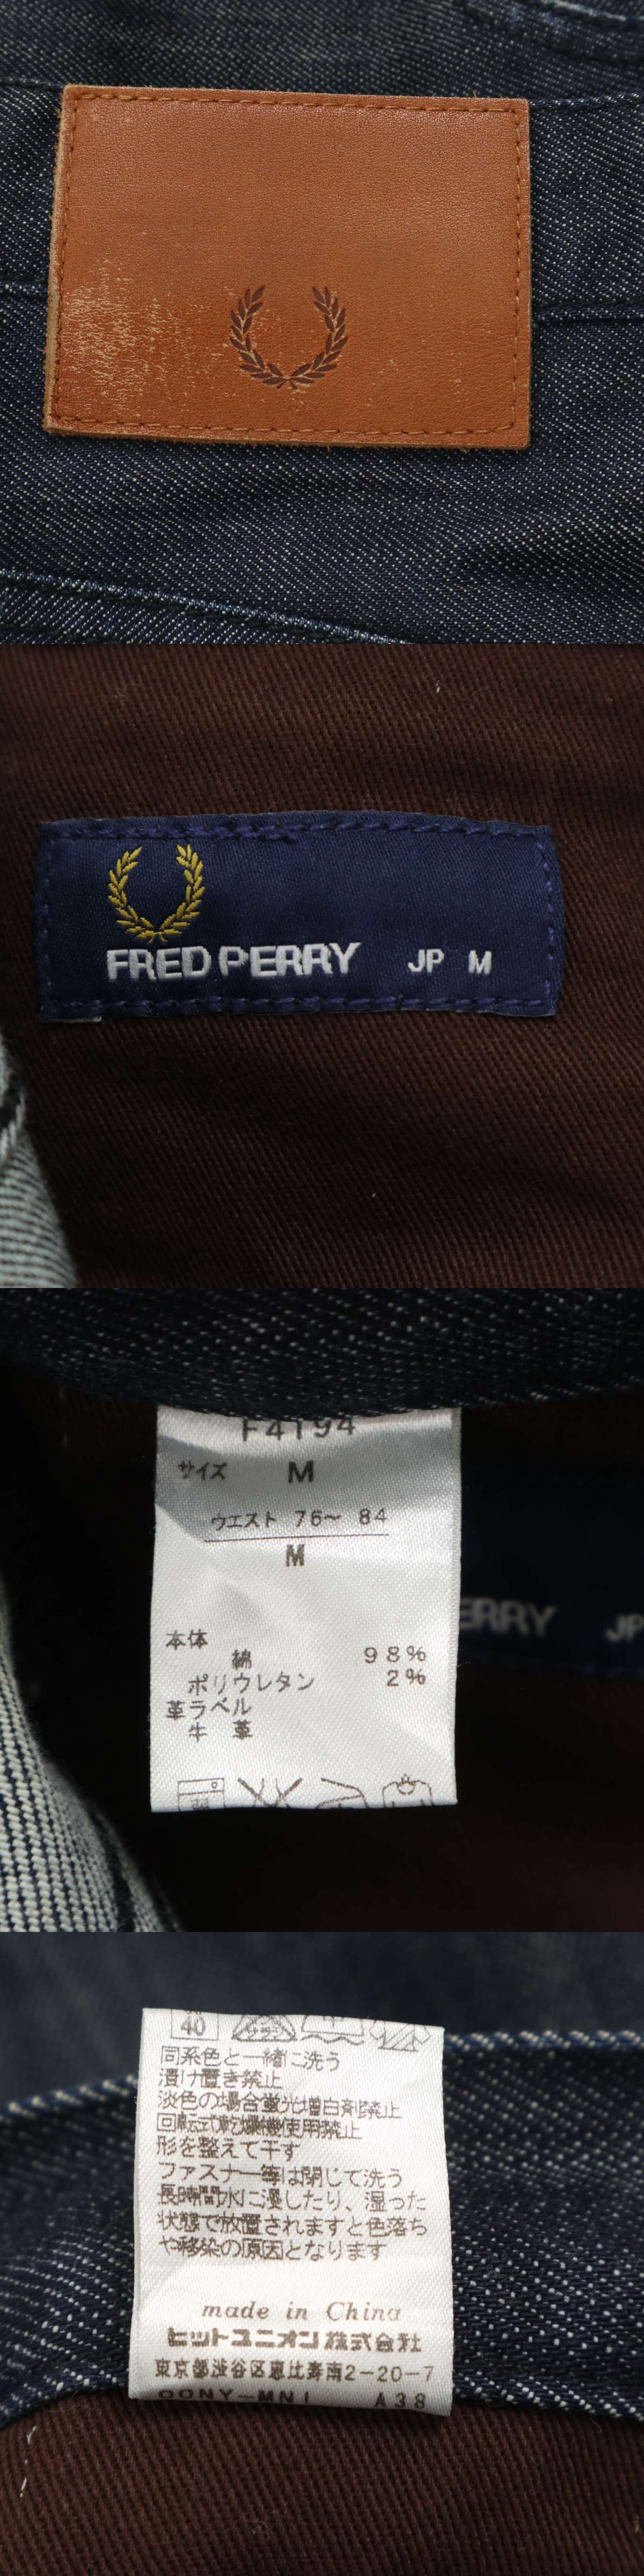 FRED PERRY JP M
F4194
サイズ M
ウエスト 76〜 84
M
本体
綿 98%
ポリウレタン 2%
革ラベル
牛 革
ERRY JP
40
同系色と一緒に洗う
漬け置き禁止
淡色の場合蛍光増白剤禁止
回転式乾燥機使用禁止
形を整えて干す
ファスナー等は閉じて洗う
長時間水に浸したり、湿った
状態で放置されますと色落ち
や移染の原因となります
made in China
ヒットユニオン株式会社
東京都渋谷区恵比寿南2-20-7
A38